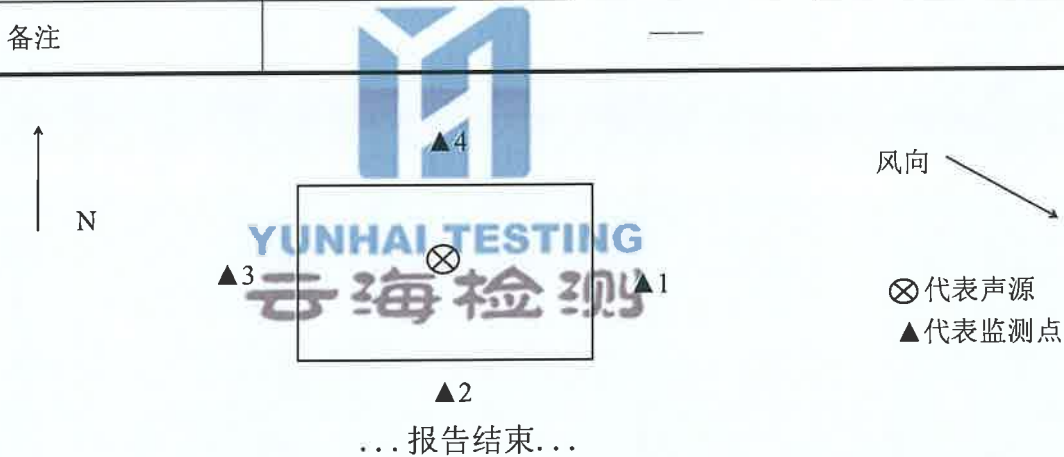 备注 ——
▲4
风向
N
YUNHAI TESTING
▲3
云海检测
▲1
⊗代表声源
▲代表监测点
▲2
...报告结束...